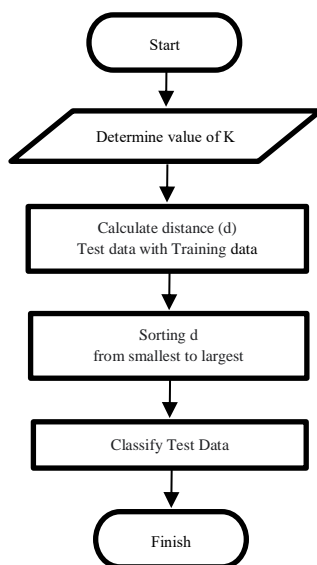 Start
Determine value of K
Calculate distance (d)
Test data with Training data
Sorting d
from smallest to largest
Classify Test Data
Finish